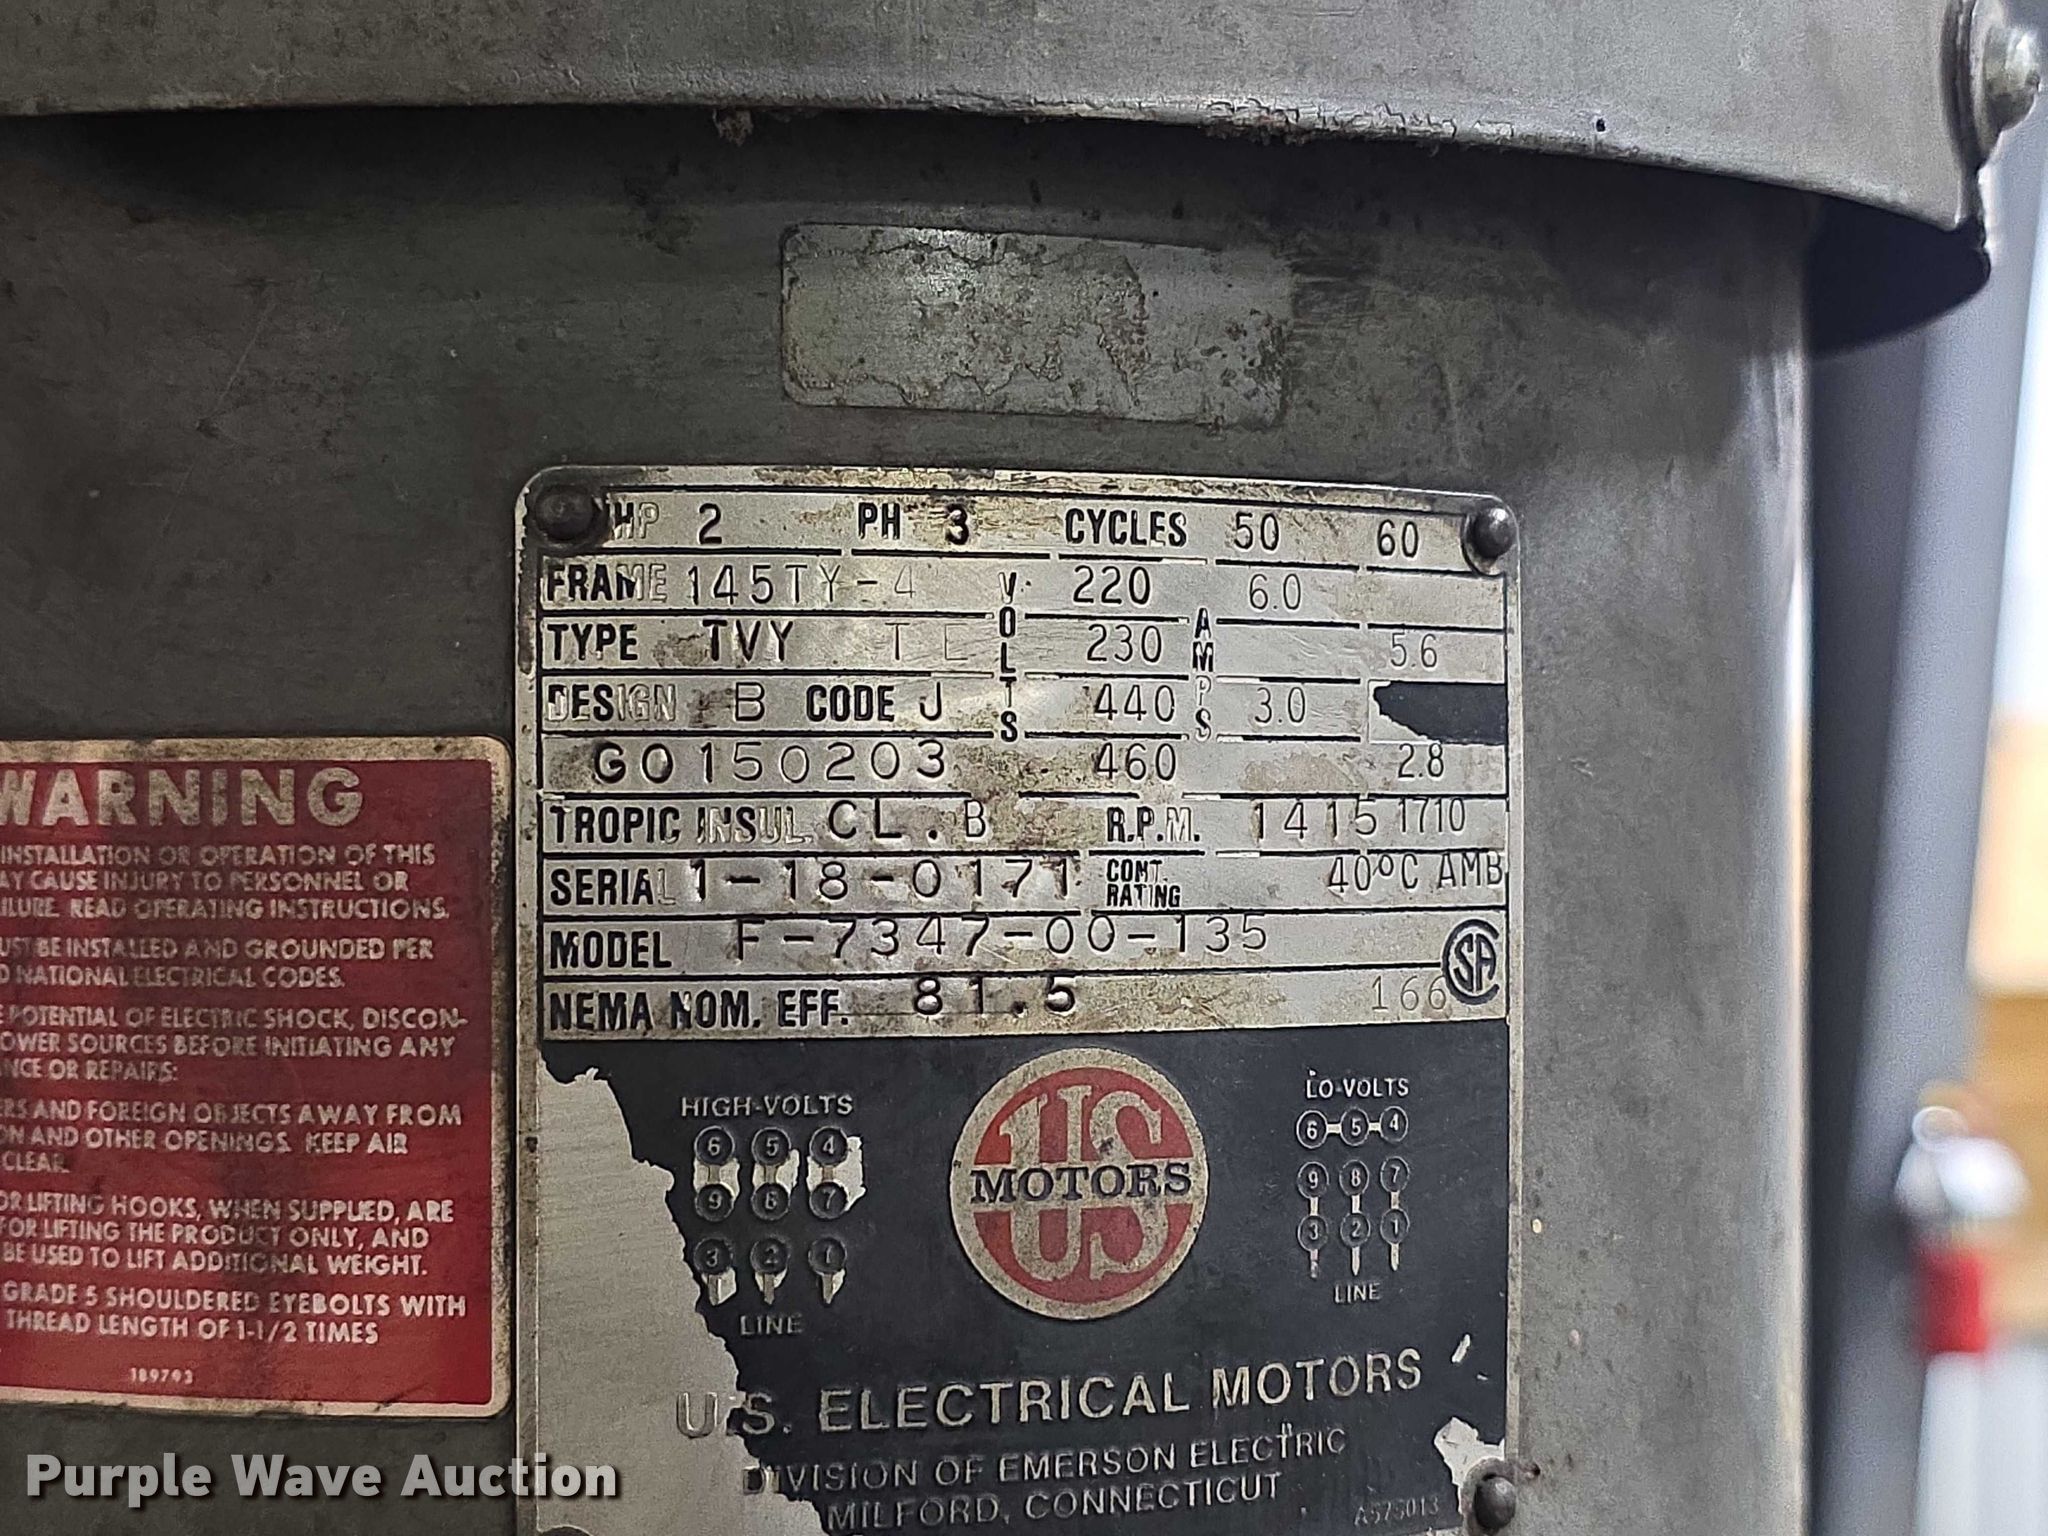 HP 2 PH 3 CYCLES 50 60
FRAME 145TY-4 VOLTS 220 AMPS 6.0
TYPE TVY TE 230 5.6
DESIGN B CODE J 440 3.0
GO150203 460 2.8
TROPIC INSUL. CL.B R.P.M. 1415 1710
SERIAL 1-18-0171 CONT. RATING 40°C AMB
MODEL F-7347-00-135
NEMA NOM. EFF. 81.5 166
SA
HIGH-VOLTS
6 5 4
9 8 7
3 2 1
LINE
US
MOTORS
LO-VOLTS
6 5 4
9 8 7
3 2 1
LINE
U.S. ELECTRICAL MOTORS
DIVISION OF EMERSON ELECTRIC
MILFORD, CONNECTICUT
WARNING
INSTALLATION OR OPERATION OF THIS
AY CAUSE INJURY TO PERSONNEL OR
ILURE. READ OPERATING INSTRUCTIONS.
UST BE INSTALLED AND GROUNDED PER
D NATIONAL ELECTRICAL CODES.
E POTENTIAL OF ELECTRIC SHOCK, DISCON-
OWER SOURCES BEFORE INITIATING ANY
NCE OR REPAIRS:
ERS AND FOREIGN OBJECTS AWAY FROM
ON AND OTHER OPENINGS. KEEP AIR
CLEAR.
OR LIFTING HOOKS, WHEN SUPPLIED, ARE
FOR LIFTING THE PRODUCT ONLY, AND
BE USED TO LIFT ADDITIONAL WEIGHT.
GRADE 5 SHOULDERED EYEBOLTS WITH
THREAD LENGTH OF 1-1/2 TIMES
189793
Purple Wave Auction